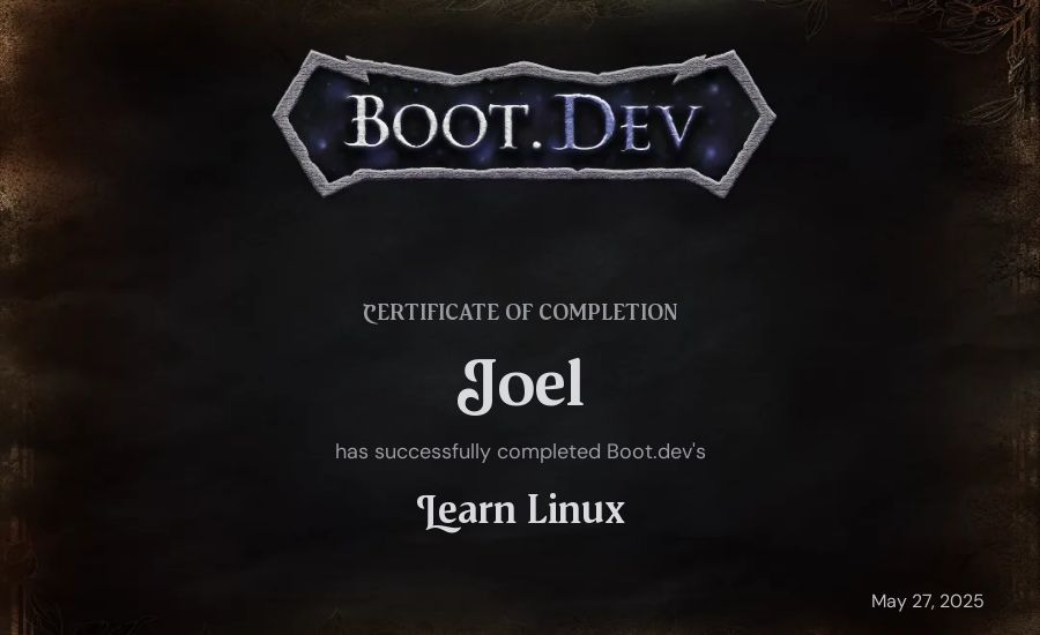 BOOT.DEV
CERTIFICATE OF COMPLETION
Joel
has successfully completed Boot.dev's
Learn Linux
May 27, 2025